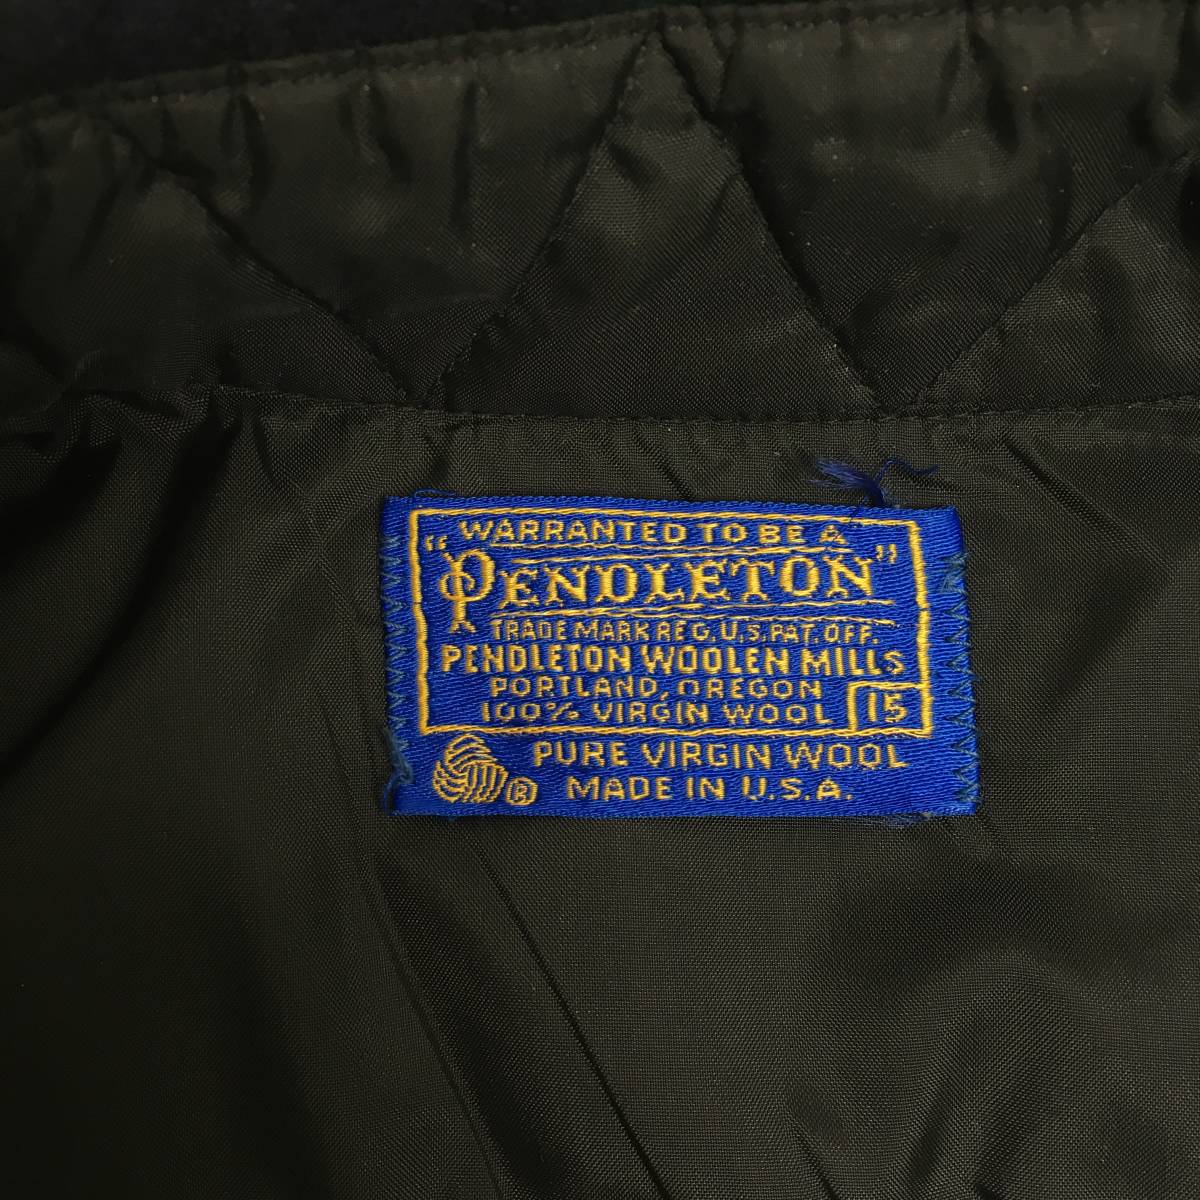 WARRANTED TO BE A
"PENDLETON"
TRADE MARK REG. U.S. PAT. OFF.
PENDLETON WOOLEN MILLS
PORTLAND, OREGON
100% VIRGIN WOOL 15
PURE VIRGIN WOOL
® MADE IN U.S.A.